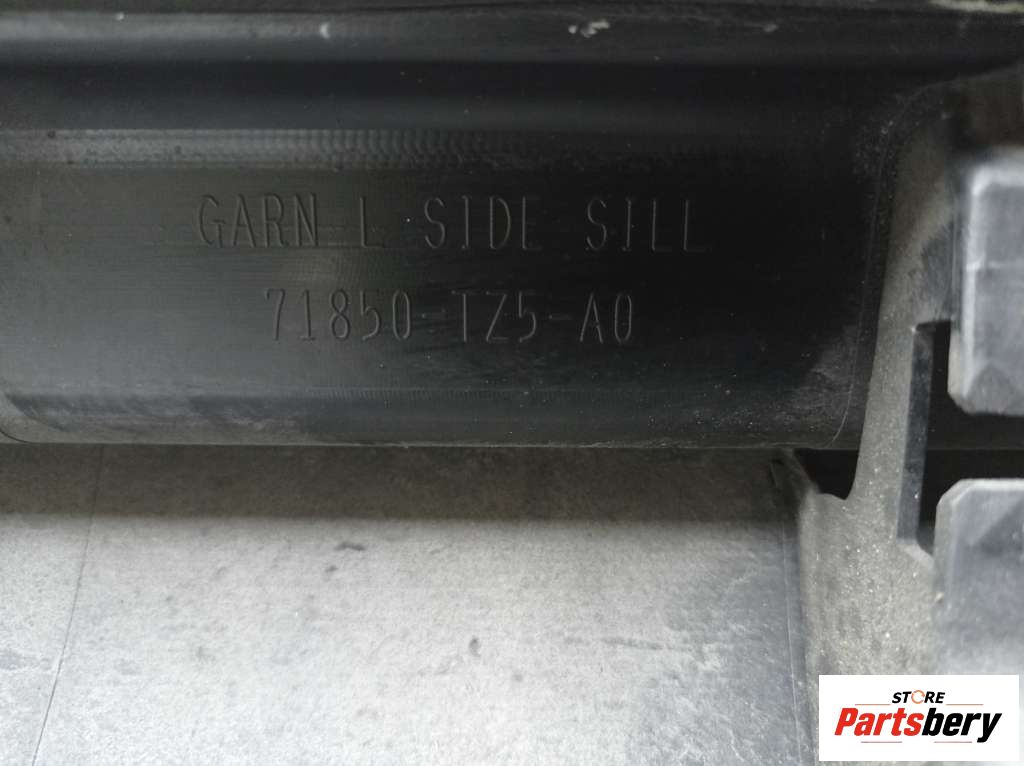 GARN L SIDE SILL
71850-TZ5-A0
STORE
Partsbery